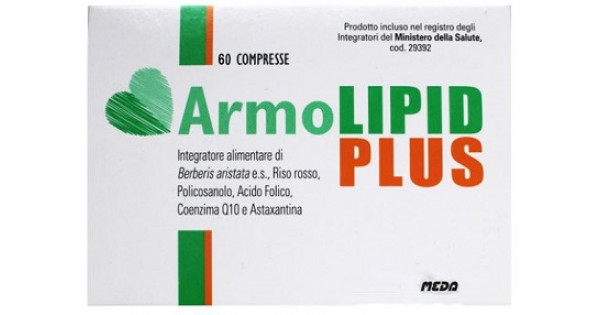 Prodotto incluso nel registro degli
Integratori del Ministero della Salute,
cod. 29392
60 COMPRESSE
ArmoLIPID
PLUS
Integratore alimentare di
Berberis aristata e.s., Riso rosso,
Policosanolo, Acido Folico,
Coenzima Q10 e Astaxantina
MEDA